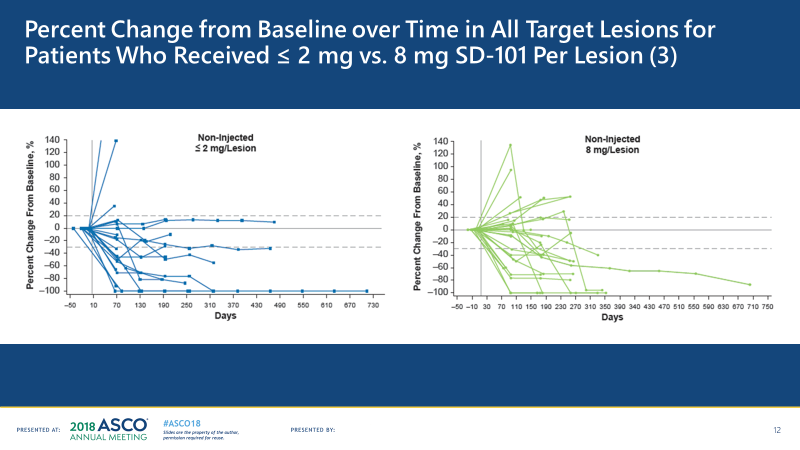 Percent Change from Baseline over Time in All Target Lesions for
Patients Who Received ≤ 2 mg vs. 8 mg SD-101 Per Lesion (3)
Non-Injected
≤ 2 mg/Lesion
Percent Change From Baseline, %
140
120
100
80
60
40
20
0
−20
−40
−60
−80
−100
−50 10 70 130 190 250 310 370 430 490 550 610 670 730
Days
Non-Injected
8 mg/Lesion
Percent Change From Baseline, %
140
120
100
80
60
40
20
0
−20
−40
−60
−80
−100
−50 −10 30 70 110 150 190 230 270 310 350 390 430 470 510 550 590 630 670 710 750
Days
PRESENTED AT:
2018 ASCO
ANNUAL MEETING
#ASCO18
Slides are the property of the author,
permission required for reuse.
PRESENTED BY:
12